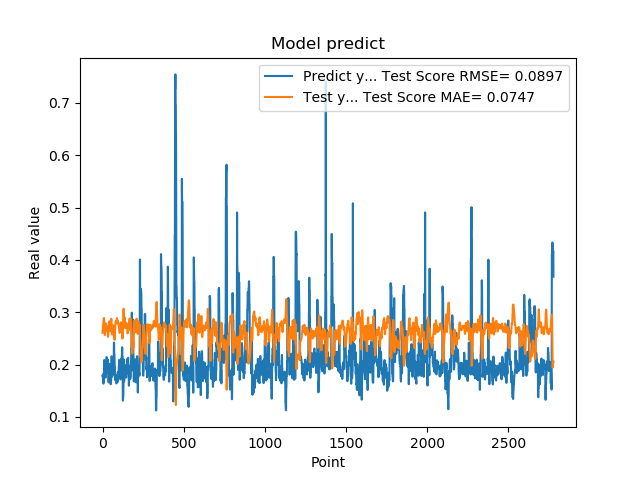 Model predict
Predict y... Test Score RMSE= 0.0897
Test y... Test Score MAE= 0.0747
0.7
0.6
0.5
0.4
0.3
0.2
0.1
Real value
0 500 1000 1500 2000 2500
Point